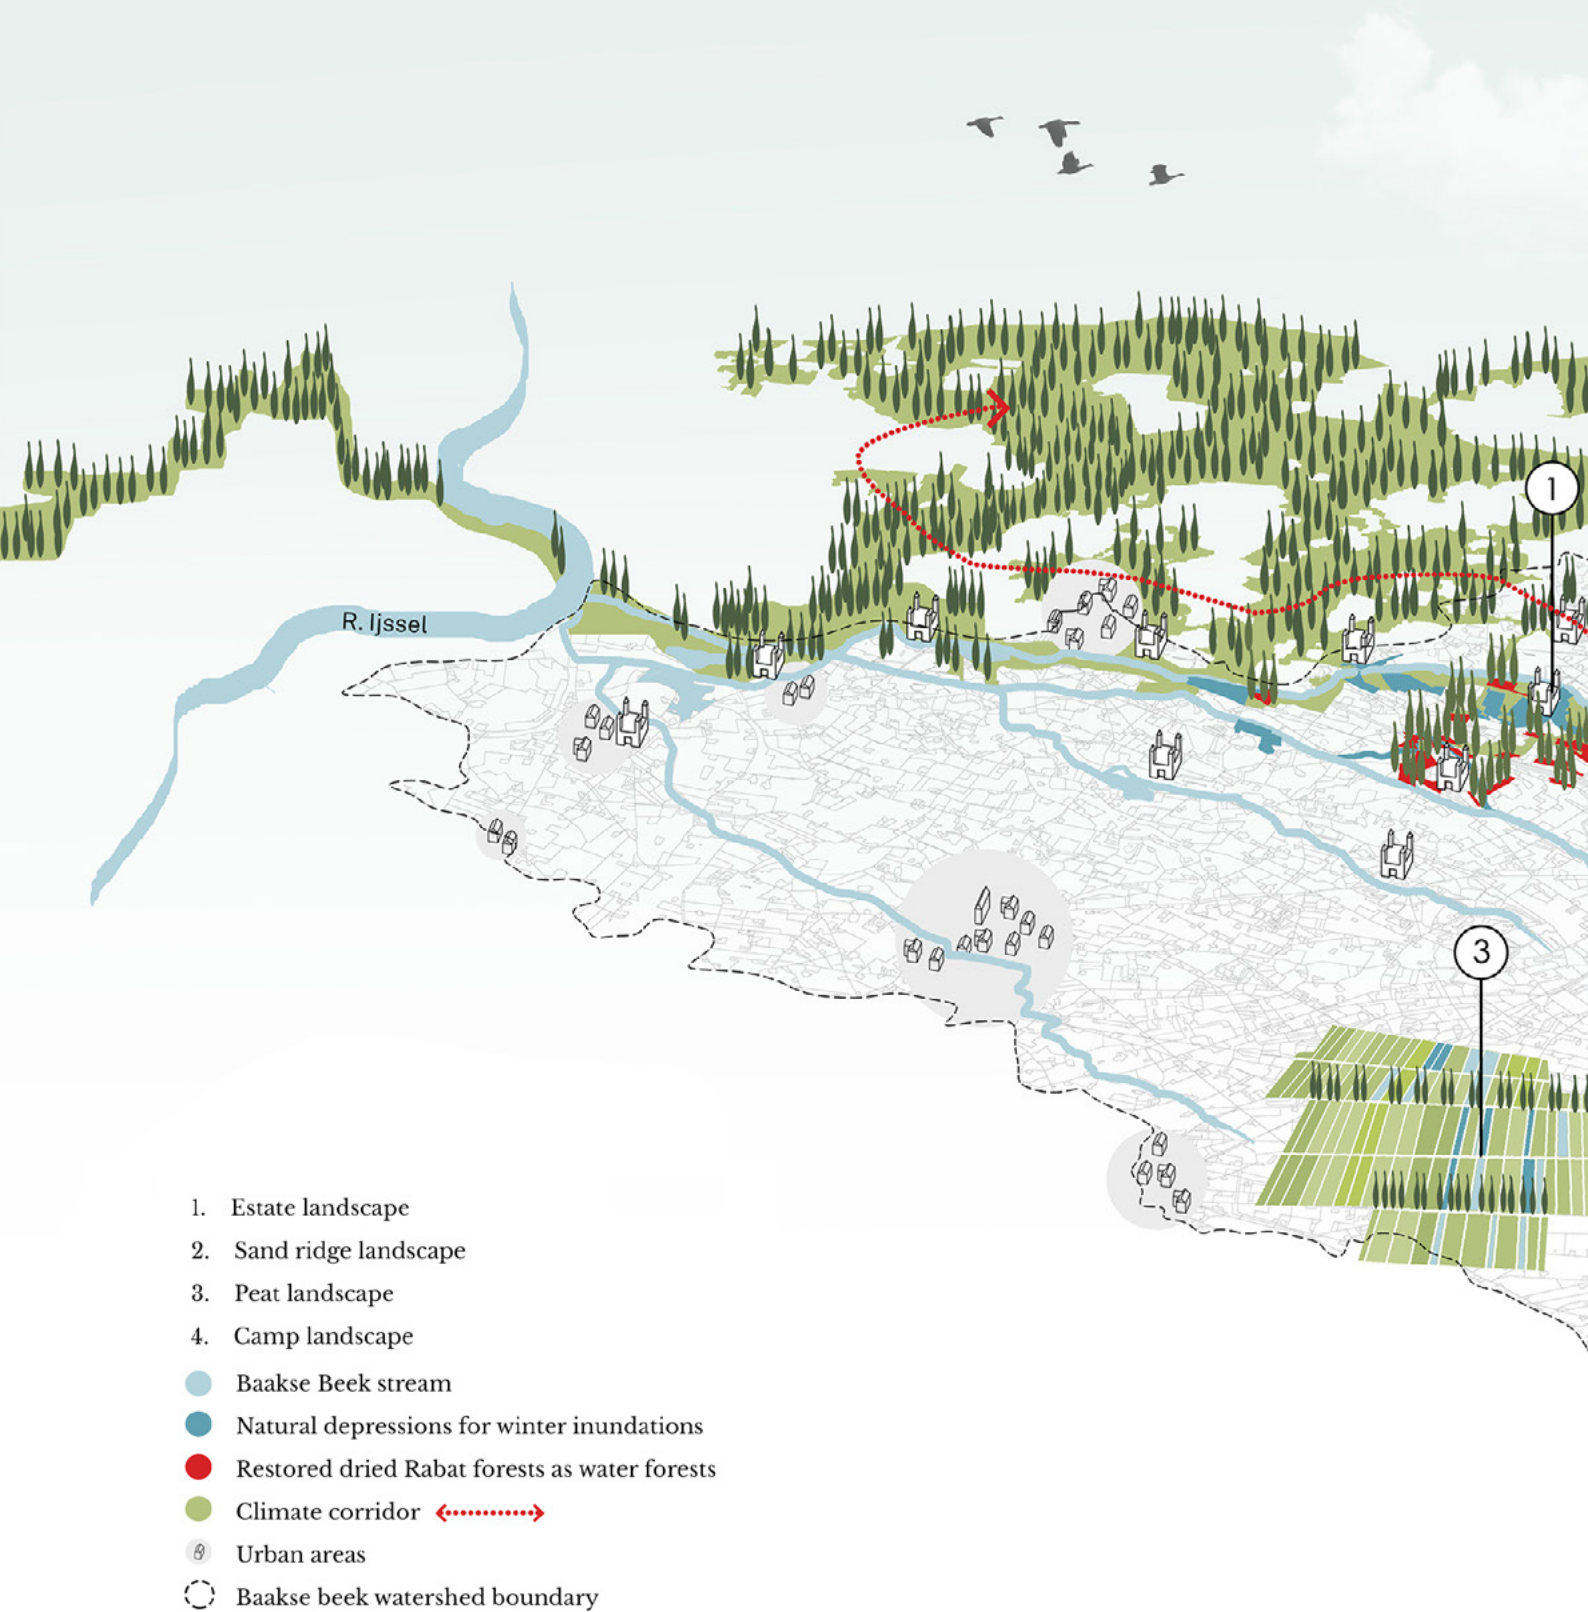 1
R. Ijssel
3
1. Estate landscape
2. Sand ridge landscape
3. Peat landscape
4. Camp landscape
Baakse Beek stream
Natural depressions for winter inundations
Restored dried Rabat forests as water forests
Climate corridor
Urban areas
Baakse beek watershed boundary